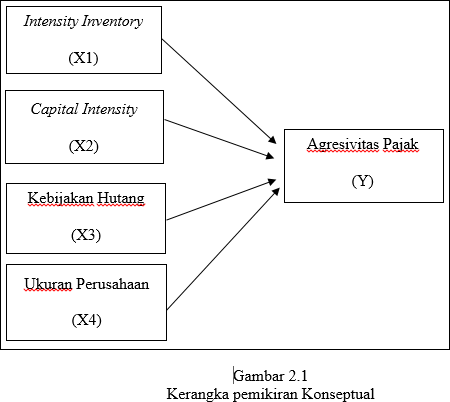 Intensity Inventory
(X1)
Capital Intensity
(X2)
Agresivitas Pajak
(Y)
Kebijakan Hutang
(X3)
Ukuran Perusahaan
(X4)
Gambar 2.1
Kerangka pemikiran Konseptual